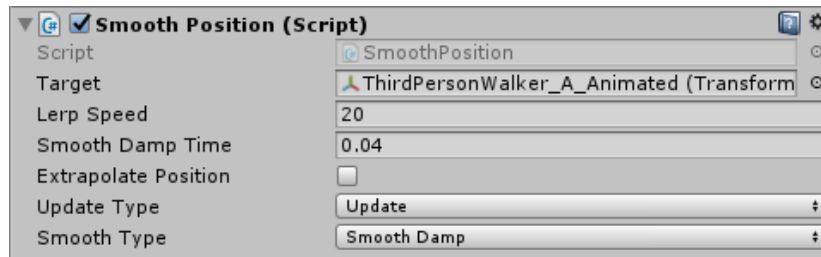 Smooth Position (Script)
Script SmoothPosition
Target ThirdPersonWalker_A_Animated (Transform
Lerp Speed 20
Smooth Damp Time 0.04
Extrapolate Position
Update Type Update
Smooth Type Smooth Damp